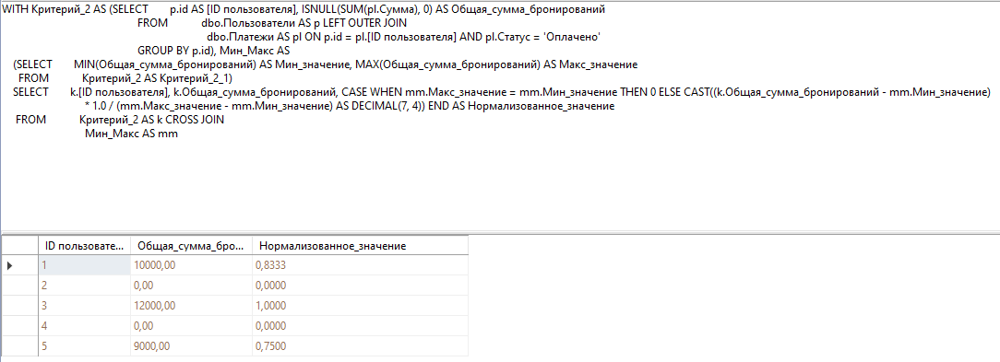 WITH Критерий_2 AS (SELECT p.id AS [ID пользователя], ISNULL(SUM(pl.Сумма), 0) AS Общая_сумма_бронирований
FROM dbo.Пользователи AS p LEFT OUTER JOIN
dbo.Платежи AS pl ON p.id = pl.[ID пользователя] AND pl.Статус = 'Оплачено'
GROUP BY p.id), Мин_Макс AS
(SELECT MIN(Общая_сумма_бронирований) AS Мин_значение, MAX(Общая_сумма_бронирований) AS Макс_значение
FROM Критерий_2 AS Критерий_2_1)
SELECT k.[ID пользователя], k.Общая_сумма_бронирований, CASE WHEN mm.Макс_значение = mm.Мин_значение THEN 0 ELSE CAST((k.Общая_сумма_бронирований - mm.Мин_значение)
* 1.0 / (mm.Макс_значение - mm.Мин_значение) AS DECIMAL(7, 4)) END AS Нормализованное_значение
FROM Критерий_2 AS k CROSS JOIN
Мин_Макс AS mm
ID пользовате... Общая_сумма_бро... Нормализованное_значение
1 10000,00 0,8333
2 0,00 0,0000
3 12000,00 1,0000
4 0,00 0,0000
5 9000,00 0,7500